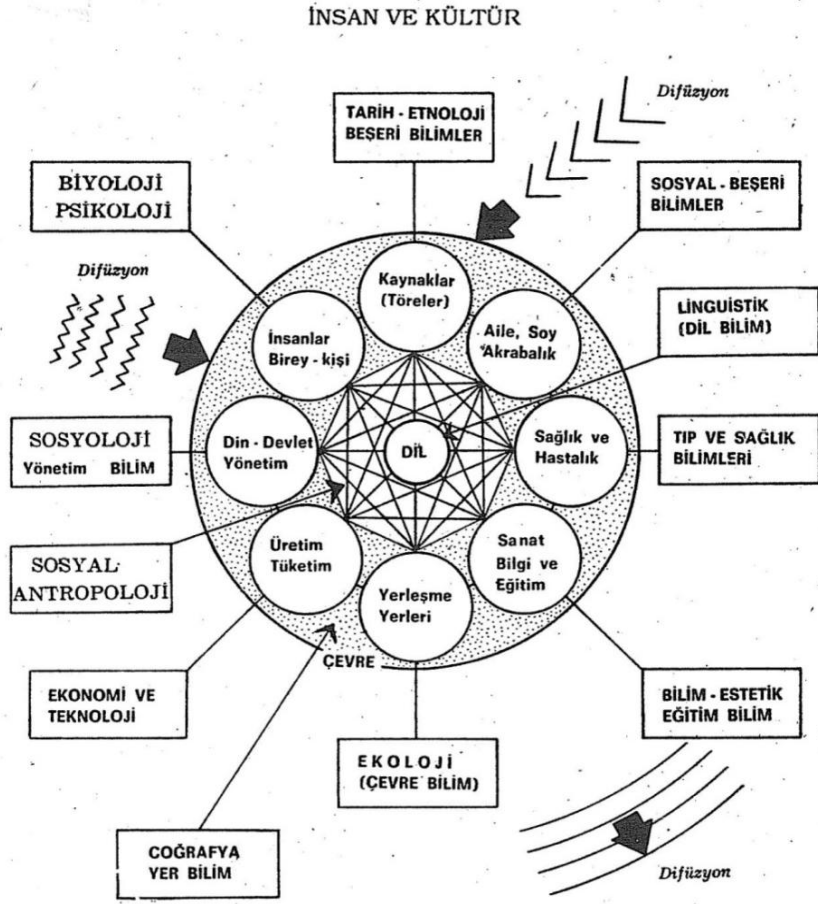 İNSAN VE KÜLTÜR
Difüzyon
TARİH - ETNOLOJİ
BEŞERİ BİLİMLER
BİYOLOJİ
PSİKOLOJİ
SOSYAL - BEŞERİ
BİLİMLER
Difüzyon
Kaynaklar
(Töreler)
İnsanlar
Birey - kişi
Aile, Soy
Akrabalık
LİNGUİSTİK
(DİL BİLİM)
SOSYOLOJİ
Yönetim BİLİM
Din - Devlet
Yönetim
DİL
Sağlık ve
Hastalık
TIP VE SAĞLIK
BİLİMLERİ
SOSYAL
ANTROPOLOJİ
Üretim
Tüketim
Yerleşme
Yerleri
Sanat
Bilgi ve
Eğitim
ÇEVRE
EKONOMİ VE
TEKNOLOJİ
EKOLOJİ
(ÇEVRE BİLİM)
BİLİM - ESTETİK
EĞİTİM BİLİM
COĞRAFYA
YER BİLİM
Difüzyon